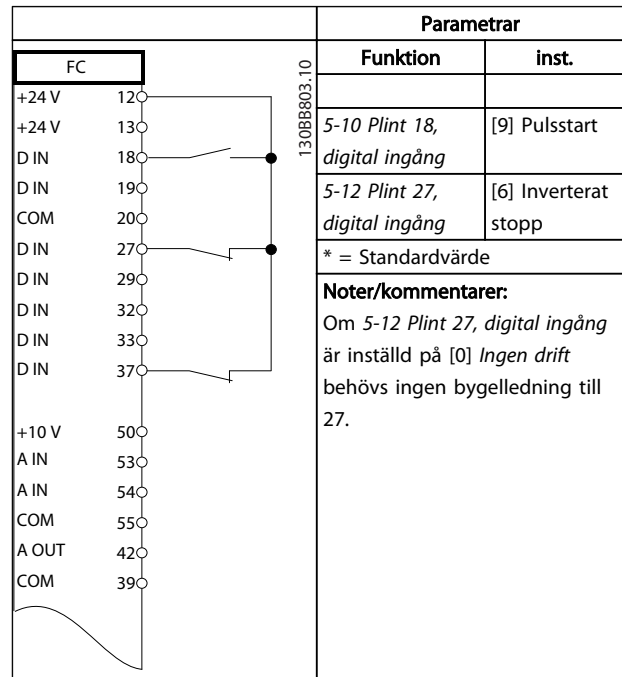 FC
+24 V 12
+24 V 13
D IN 18
D IN 19
COM 20
D IN 27
D IN 29
D IN 32
D IN 33
D IN 37
+10 V 50
A IN 53
A IN 54
COM 55
A OUT 42
COM 39
130BB803.10
Parametrar
Funktion inst.
5-10 Plint 18, [9] Pulsstart
digital ingång
5-12 Plint 27, [6] Inverterat
digital ingång stopp
* = Standardvärde
Noter/kommentarer:
Om 5-12 Plint 27, digital ingång
är inställd på [0] Ingen drift
behövs ingen bygelledning till
27.